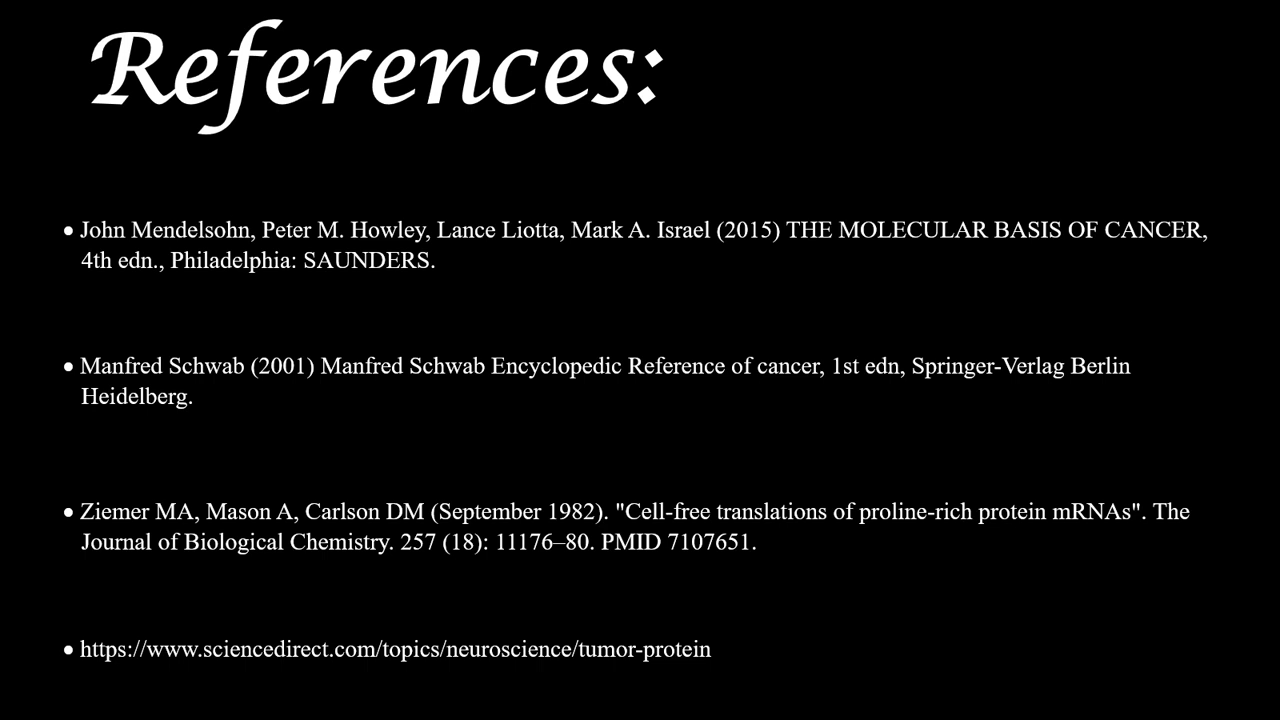 References:
• John Mendelsohn, Peter M. Howley, Lance Liotta, Mark A. Israel (2015) THE MOLECULAR BASIS OF CANCER,
4th edn., Philadelphia: SAUNDERS.
• Manfred Schwab (2001) Manfred Schwab Encyclopedic Reference of cancer, 1st edn, Springer-Verlag Berlin
Heidelberg.
• Ziemer MA, Mason A, Carlson DM (September 1982). "Cell-free translations of proline-rich protein mRNAs". The
Journal of Biological Chemistry. 257 (18): 11176–80. PMID 7107651.
• https://www.sciencedirect.com/topics/neuroscience/tumor-protein